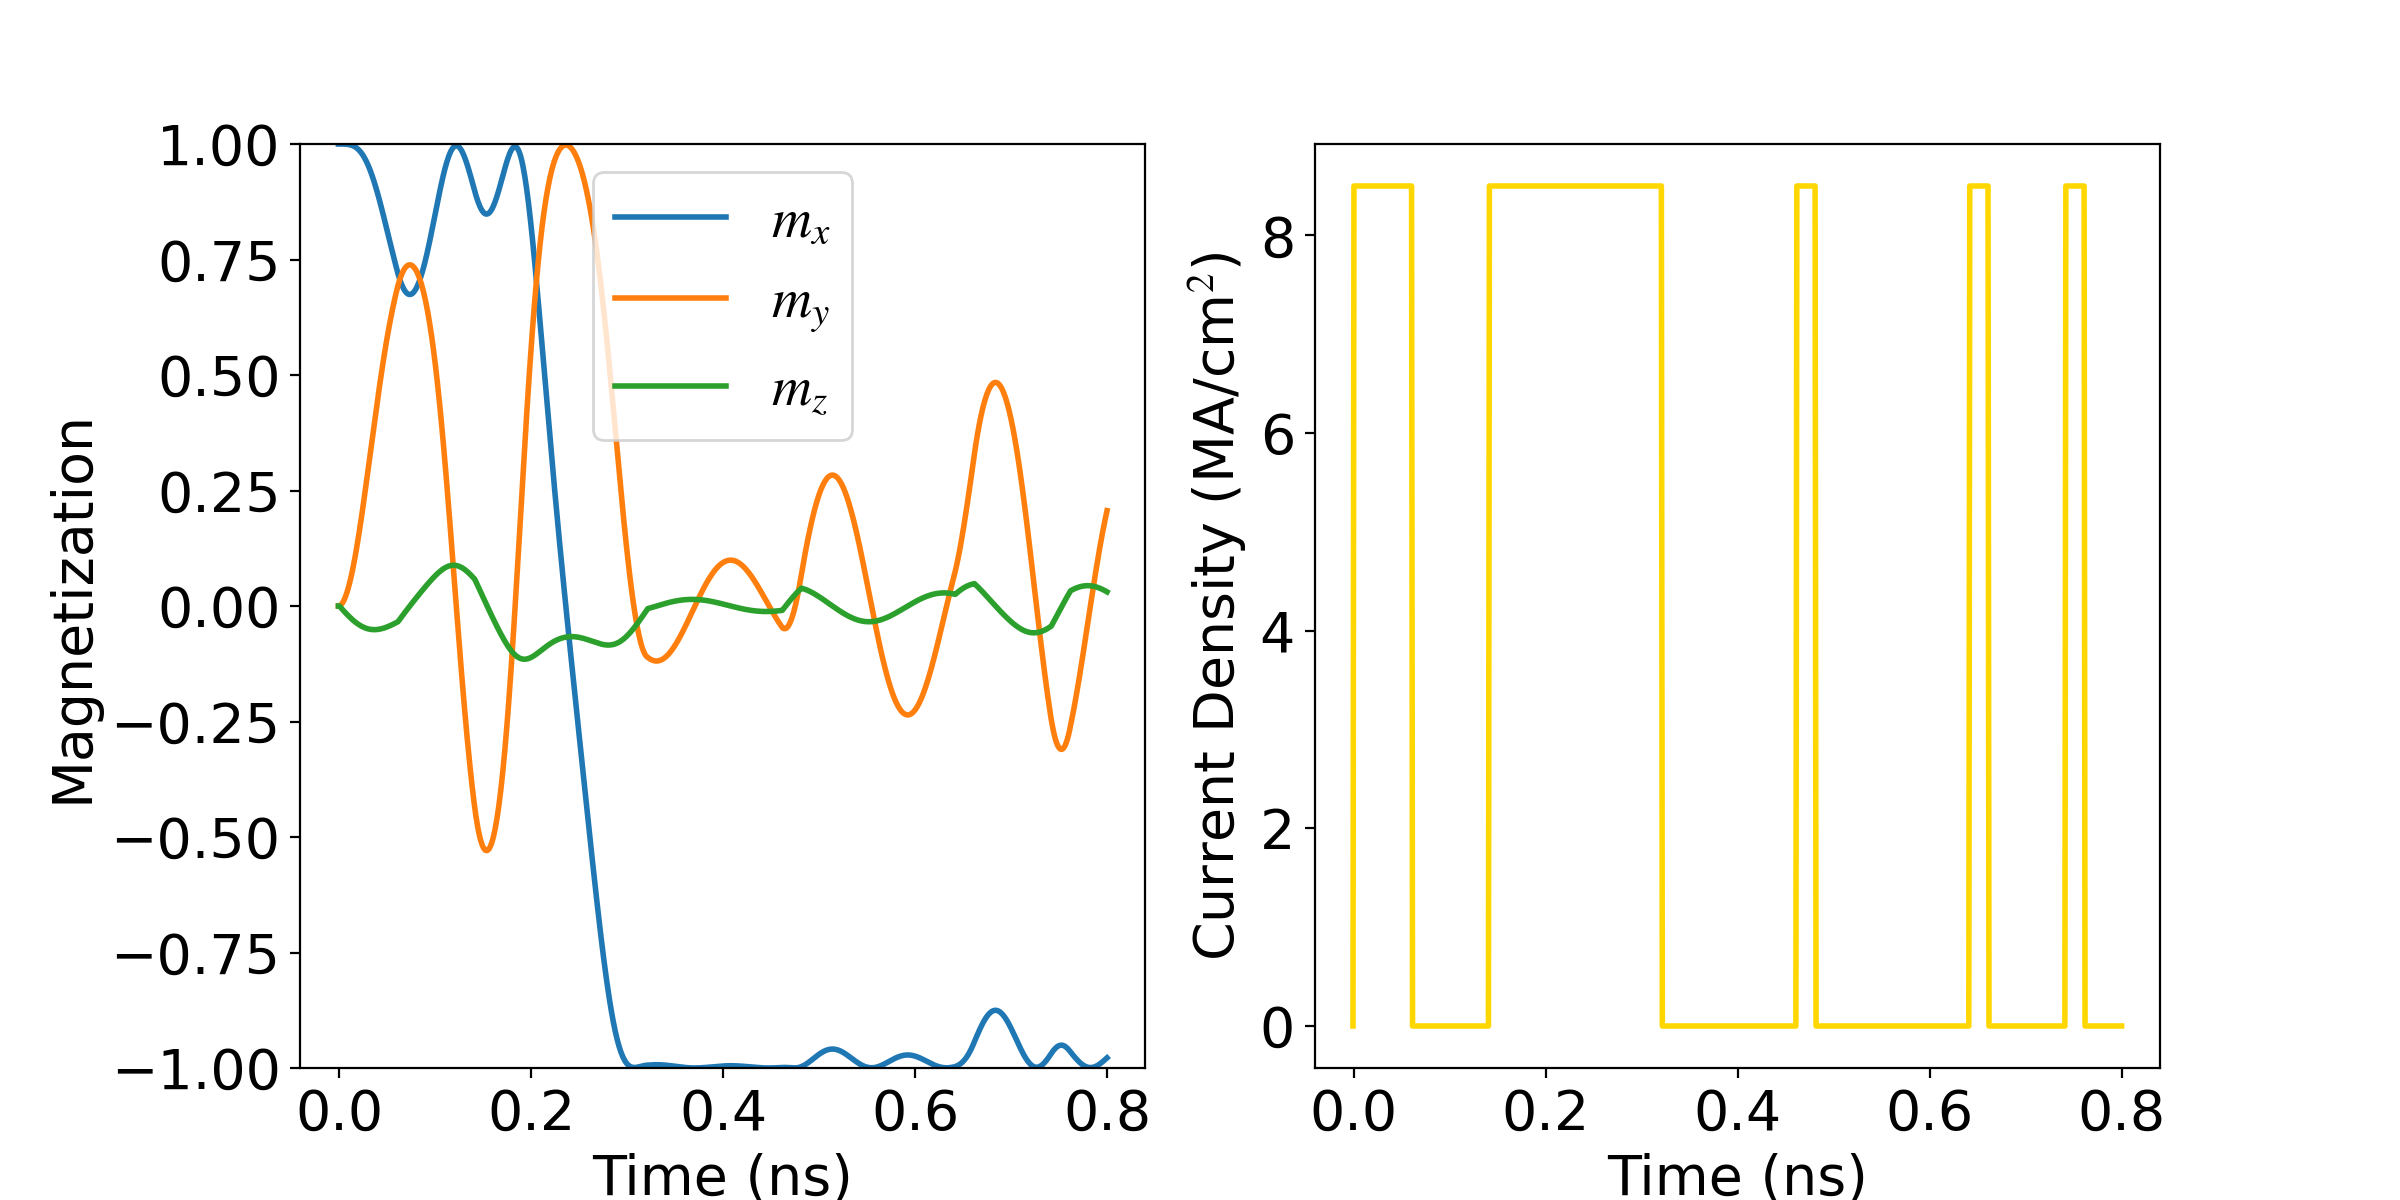 Magnetization
1.00
0.75
0.50
0.25
0.00
−0.25
−0.50
−0.75
−1.00
0.0 0.2 0.4 0.6 0.8
Time (ns)
m_x
m_y
m_z
Current Density (MA/cm²)
8
6
4
2
0
0.0 0.2 0.4 0.6 0.8
Time (ns)